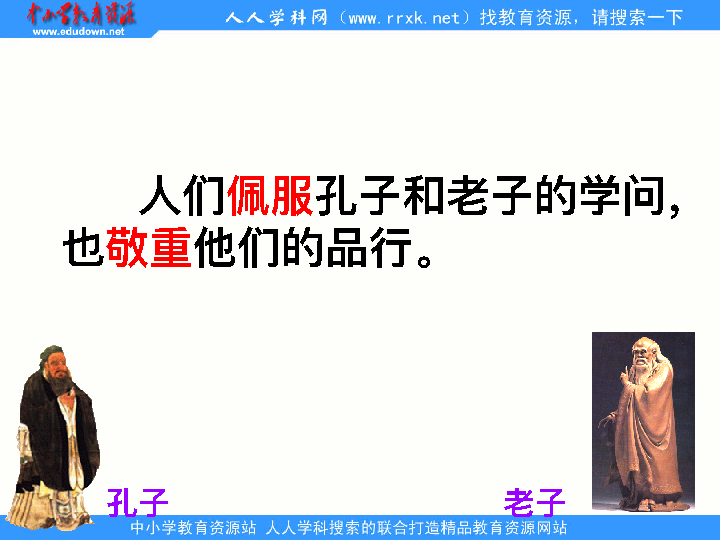 中小学教育资源
www.edudown.net
人人学科网（www.rrxk.net）找教育资源，请搜索一下
人们佩服孔子和老子的学问，
也敬重他们的品行。
孔子
老子
中小学教育资源站 人人学科搜索的联合打造精品教育资源网站